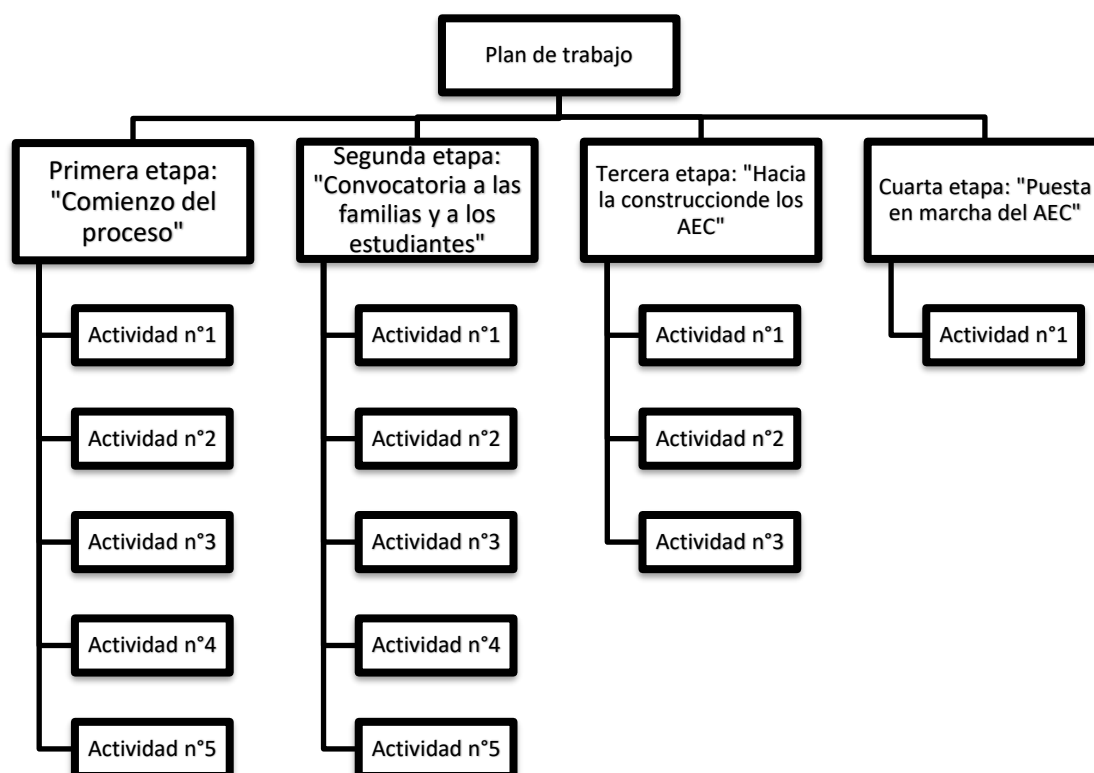 Plan de trabajo
Primera etapa:
"Comienzo del
proceso"
Segunda etapa:
"Convocatoria a las
familias y a los
estudiantes"
Tercera etapa: "Hacia
la construccionde los
AEC"
Cuarta etapa: "Puesta
en marcha del AEC"
Actividad n°1
Actividad n°2
Actividad n°3
Actividad n°4
Actividad n°5
Actividad n°1
Actividad n°2
Actividad n°3
Actividad n°4
Actividad n°5
Actividad n°1
Actividad n°2
Actividad n°3
Actividad n°1